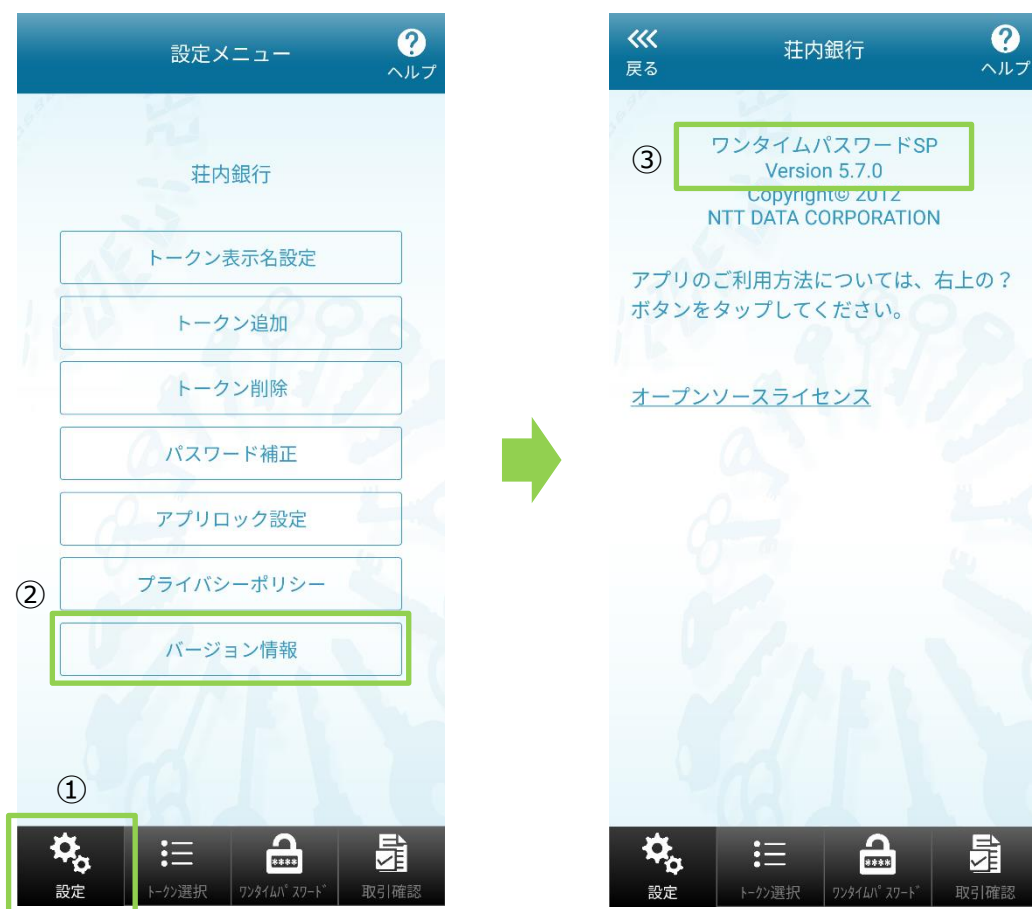 設定メニュー
?
ヘルプ
荘内銀行
トークン表示名設定
トークン追加
トークン削除
パスワード補正
アプリロック設定
プライバシーポリシー
②
バージョン情報
①
設定
トークン選択
****
ワンタイムパスワード
取引確認
戻る
荘内銀行
?
ヘルプ
③
ワンタイムパスワードSP
Version 5.7.0
Copyright© 2012
NTT DATA CORPORATION
アプリのご利用方法については、右上の？
ボタンをタップしてください。
オープンソースライセンス
設定
トークン選択
****
ワンタイムパスワード
取引確認